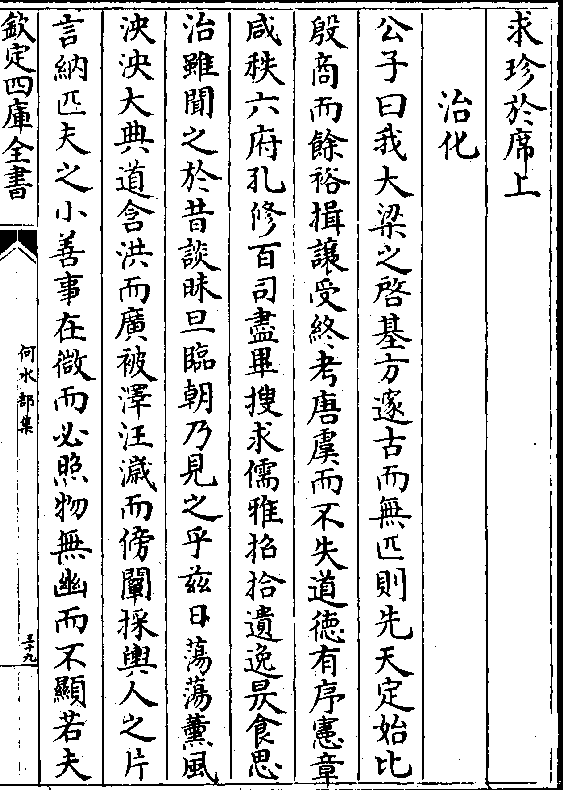 求珍於席上
治化
公子曰我大梁之啓基方邃古而無匹則先天定始比
殷商而餘裕揖讓受終考唐虞而不失道徳有序憲章
咸秩六府孔修百司盡畢搜求儒雅招拾遺逸昃食思
治雖聞之於昔談昧旦臨朝乃見之乎兹日蕩蕩薰風
泱泱大典道含洪而廣被澤汪濊而傍闡採輿人之片
言納匹夫之小善事在微而必照物無幽而不顯若夫
欽定四庫全書
何水部集
三十九